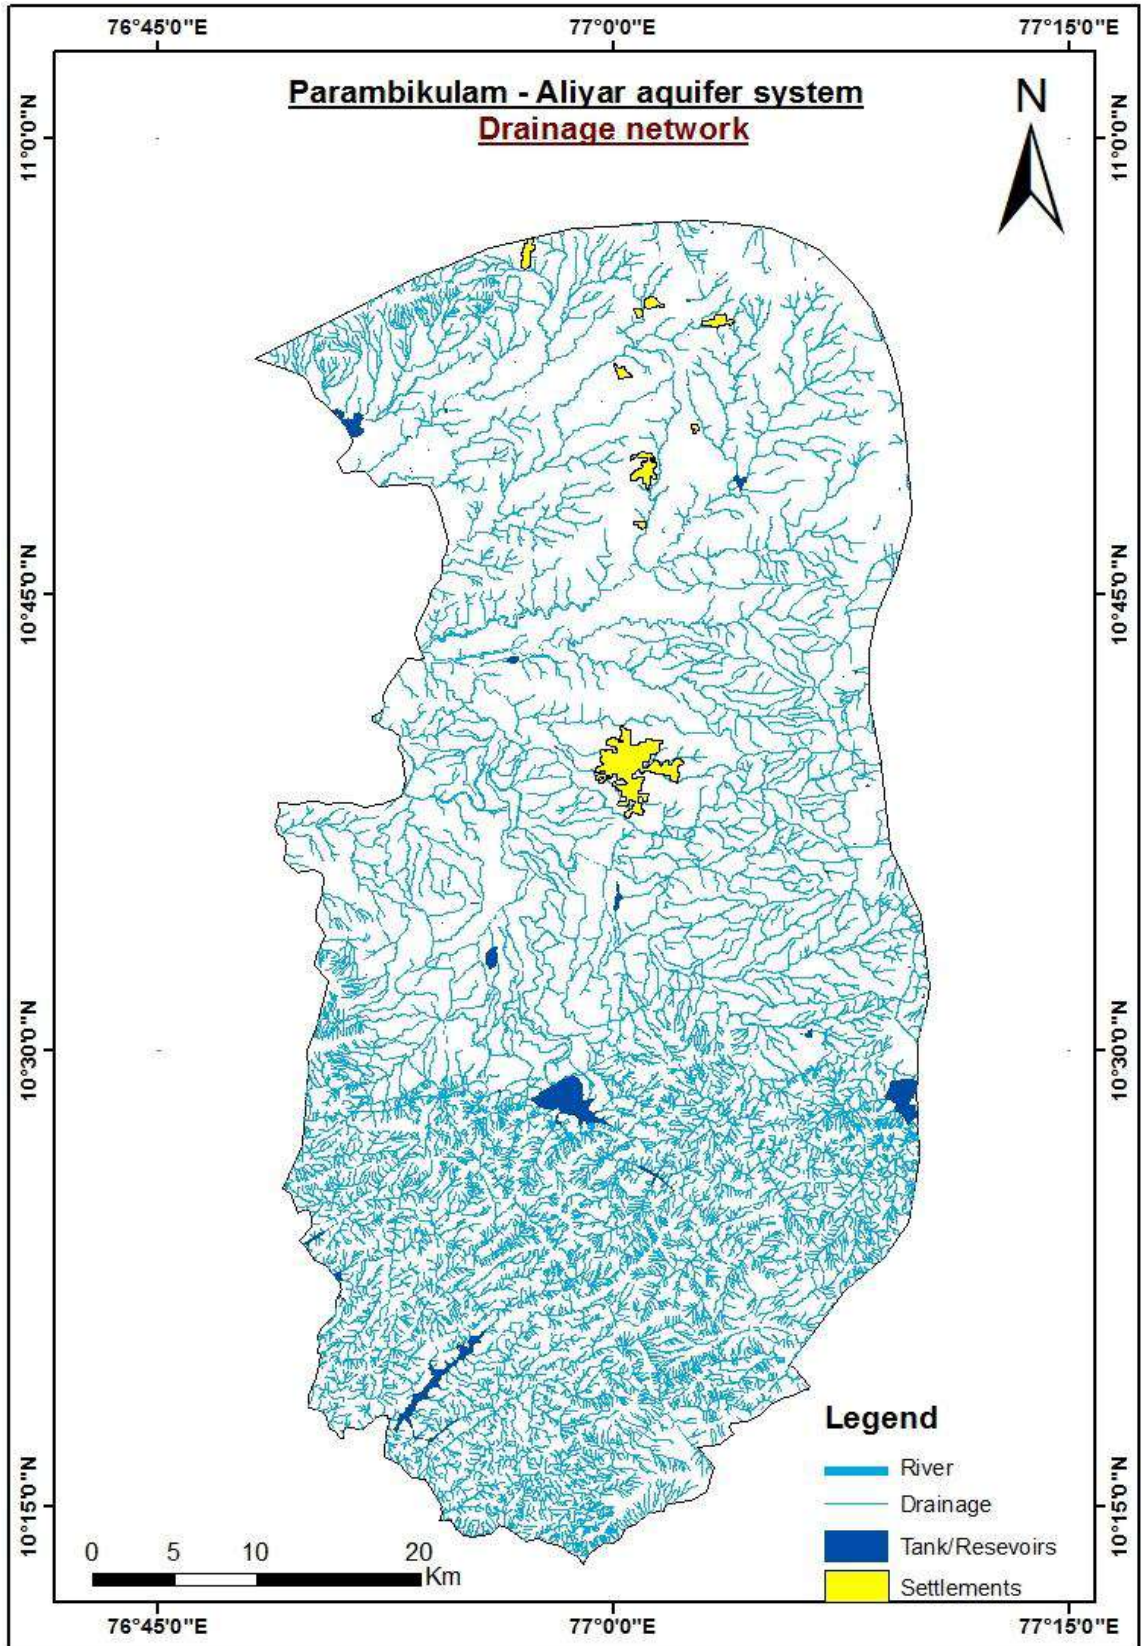 76°45'0"E 77°0'0"E 77°15'0"E
Parambikulam - Aliyar aquifer system
Drainage network
N
11°0'0"N 11°0'0"N
10°45'0"N 10°45'0"N
10°30'0"N 10°30'0"N
10°15'0"N 10°15'0"N
Legend
River
Drainage
Tank/Resevoirs
Settlements
0 5 10 20
Km
76°45'0"E 77°0'0"E 77°15'0"E